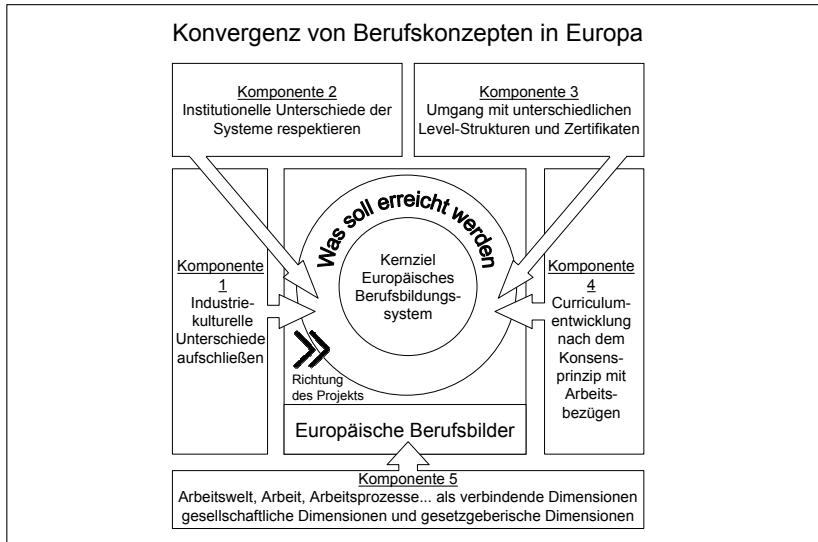 Konvergenz von Berufskonzepten in Europa
Komponente 2
Institutionelle Unterschiede der
Systeme respektieren
Komponente 3
Umgang mit unterschiedlichen
Level-Strukturen und Zertifikaten
Komponente
1
Industrie-
kulturelle
Unterschiede
aufschließen
Was soll erreicht werden
Kernziel
Europäisches
Berufsbildungs-
system
Richtung
des Projekts
Komponente
4
Curriculum-
entwicklung
nach dem
Konsens-
prinzip mit
Arbeits-
bezügen
Europäische Berufsbilder
Komponente 5
Arbeitswelt, Arbeit, Arbeitsprozesse... als verbindende Dimensionen
gesellschaftliche Dimensionen und gesetzgeberische Dimensionen